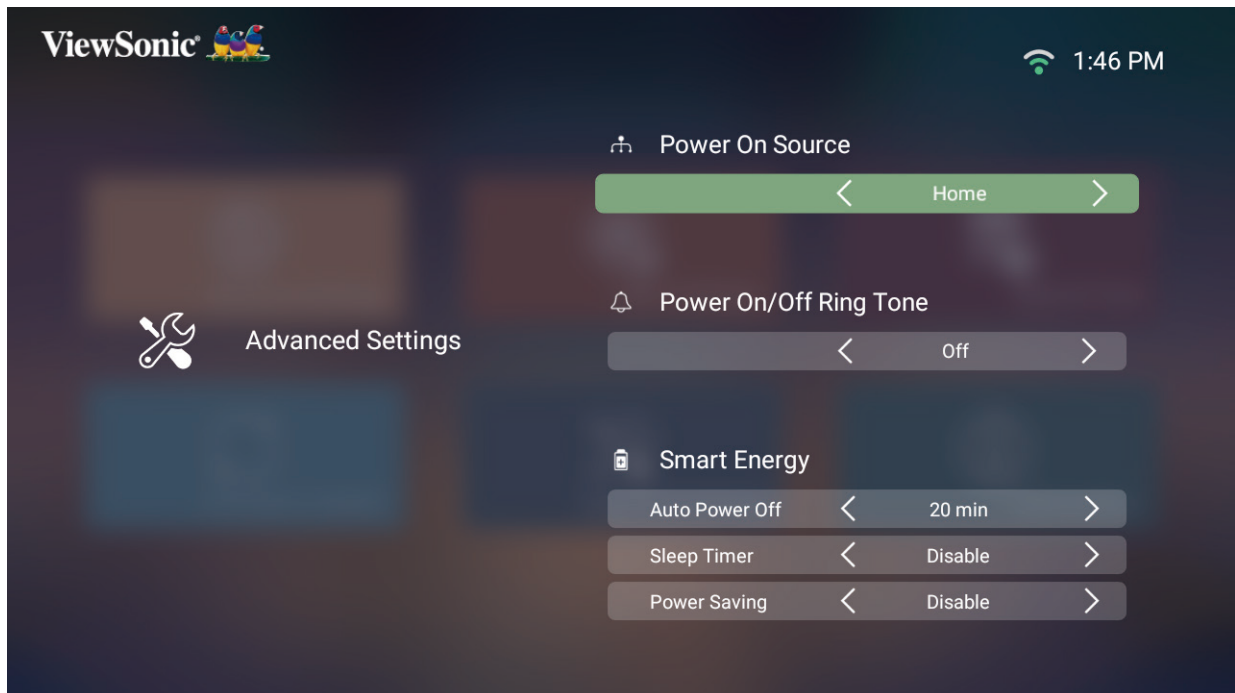 ViewSonic®
1:46 PM
Advanced Settings
Power On Source
Home
Power On/Off Ring Tone
Off
Smart Energy
Auto Power Off 20 min
Sleep Timer Disable
Power Saving Disable